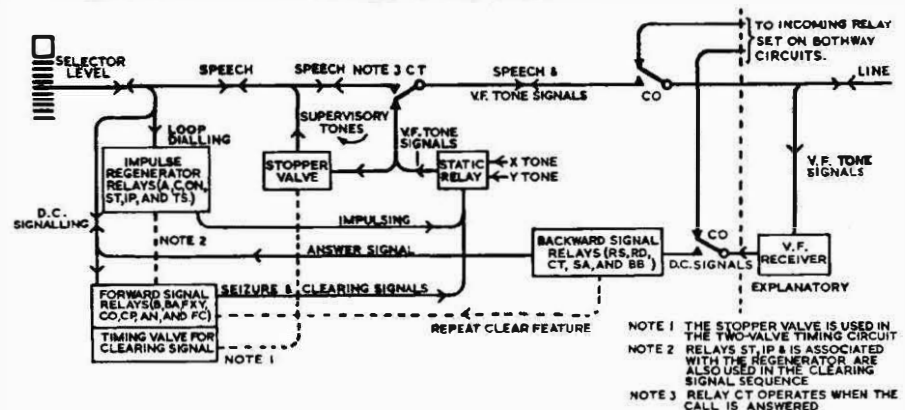 TO INCOMING RELAY
SET ON BOTHWAY
CIRCUITS.
SELECTOR
LEVEL
SPEECH
SPEECH NOTE 3 CT
SPEECH &
V.F. TONE SIGNALS
CO
LINE
LOOP
DIALLING
SUPERVISORY
TONES
V.F. TONE
SIGNALS
IMPULSE
REGENERATOR
RELAYS(A,C,ON,
ST,IP,AND TS.)
STOPPER
VALVE
STATIC
RELAY
X TONE
Y TONE
V.F. TONE
SIGNALS
D.C.
SIGNALLING
IMPULSING
NOTE 2
ANSWER SIGNAL
BACKWARD SIGNAL
RELAYS (RS,RD,
CT, SA, AND BB)
CO
D.C. SIGNALS
V.F.
RECEIVER
FORWARD SIGNAL
RELAYS(B,BA,FXY,
CO,CP,AN,AND FC)
SEIZURE & CLEARING SIGNALS
EXPLANATORY
TIMING VALVE FOR
CLEARING SIGNAL
NOTE 1
REPEAT CLEAR FEATURE
NOTE 1 THE STOPPER VALVE IS USED IN
THE TWO-VALVE TIMING CIRCUIT
NOTE 2 RELAYS ST, IP & IS ASSOCIATED
WITH THE REGENERATOR ARE
ALSO USED IN THE CLEARING
SIGNAL SEQUENCE
NOTE 3 RELAY CT OPERATES WHEN THE
CALL IS ANSWERED